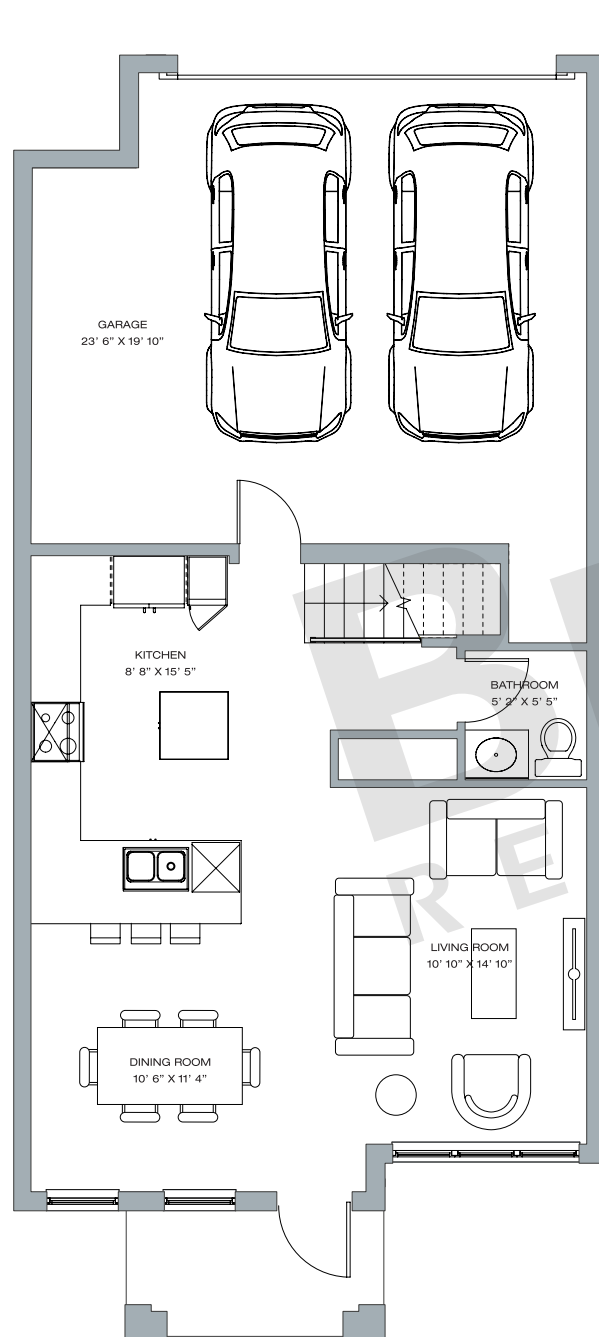 GARAGE
23' 6" X 19' 10"
KITCHEN
8' 8" X 15' 5"
BATHROOM
5' 2" X 5' 5"
LIVING ROOM
10' 10" X 14' 10"
DINING ROOM
10' 6" X 11' 4"
RE